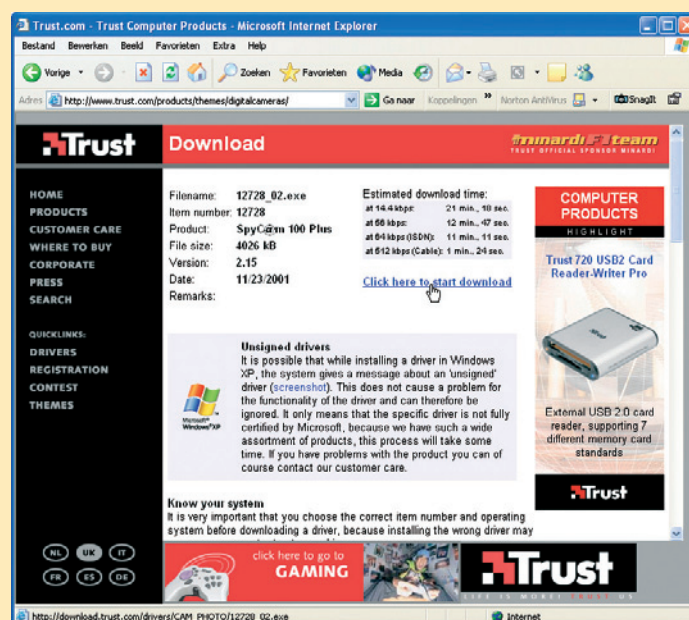 Trust.com - Trust Computer Products - Microsoft Internet Explorer
Bestand Bewerken Beeld Favorieten Extra Help
Vorige Zoeken Favorieten Media
Adres http://www.trust.com/products/themes/digitalcameras/ Ga naar Koppelingen » Norton AntiVirus SnagIt
Trust
Download
minardi F1 team
TRUST OFFICIAL SPONSOR MINARDI
HOME
PRODUCTS
CUSTOMER CARE
WHERE TO BUY
CORPORATE
PRESS
SEARCH
QUICKLINKS:
DRIVERS
REGISTRATION
CONTEST
THEMES
NL UK IT
FR ES DE
Filename: 12728_02.exe
Item number: 12728
Product: SpyC@m 100 Plus
File size: 4026 kB
Version: 2.15
Date: 11/23/2001
Remarks:
Estimated download time:
at 14.4 kbps: 21 min., 18 sec.
at 56 kbps: 12 min., 47 sec.
at 64 kbps (ISDN): 11 min., 11 sec.
at 512 kbps (Cable): 1 min., 24 sec.
Click here to start download
Microsoft
Windows XP
Unsigned drivers
It is possible that while installing a driver in Windows
XP, the system gives a message about an 'unsigned'
driver (screenshot). This does not cause a problem for
the functionality of the driver and can therefore be
ignored. It only means that the specific driver is not fully
certified by Microsoft, because we have such a wide
assortment of products, this process will take some
time. If you have problems with the product you can of
course contact our customer care.
Know your system
It is very important that you choose the correct item number and operating
system before downloading a driver, because installing the wrong driver may
COMPUTER
PRODUCTS
HIGHLIGHT
Trust 720 USB2 Card
Reader-Writer Pro
Trust
External USB 2.0 card
reader, supporting 7
different memory card
standards
Trust
click here to go to
GAMING
Trust
LIFE IS MORE! TRUST US
http://download.trust.com/drivers/CAM_PHOTO/12728_02.exe Internet